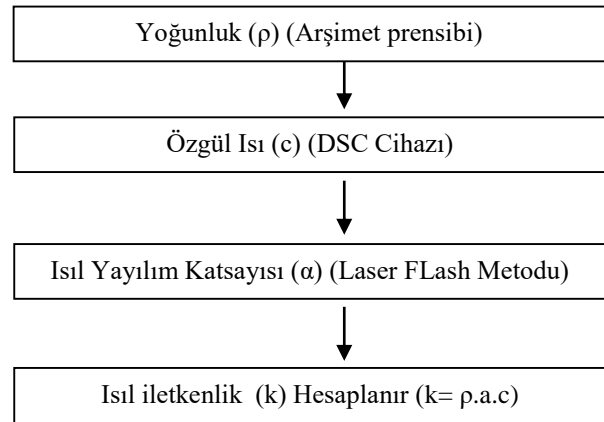 Yoğunluk (ρ) (Arşimet prensibi)
Özgül Isı (c) (DSC Cihazı)
Isıl Yayılım Katsayısı (α) (Laser FLash Metodu)
Isıl iletkenlik  (k) Hesaplanır (k= ρ.a.c)